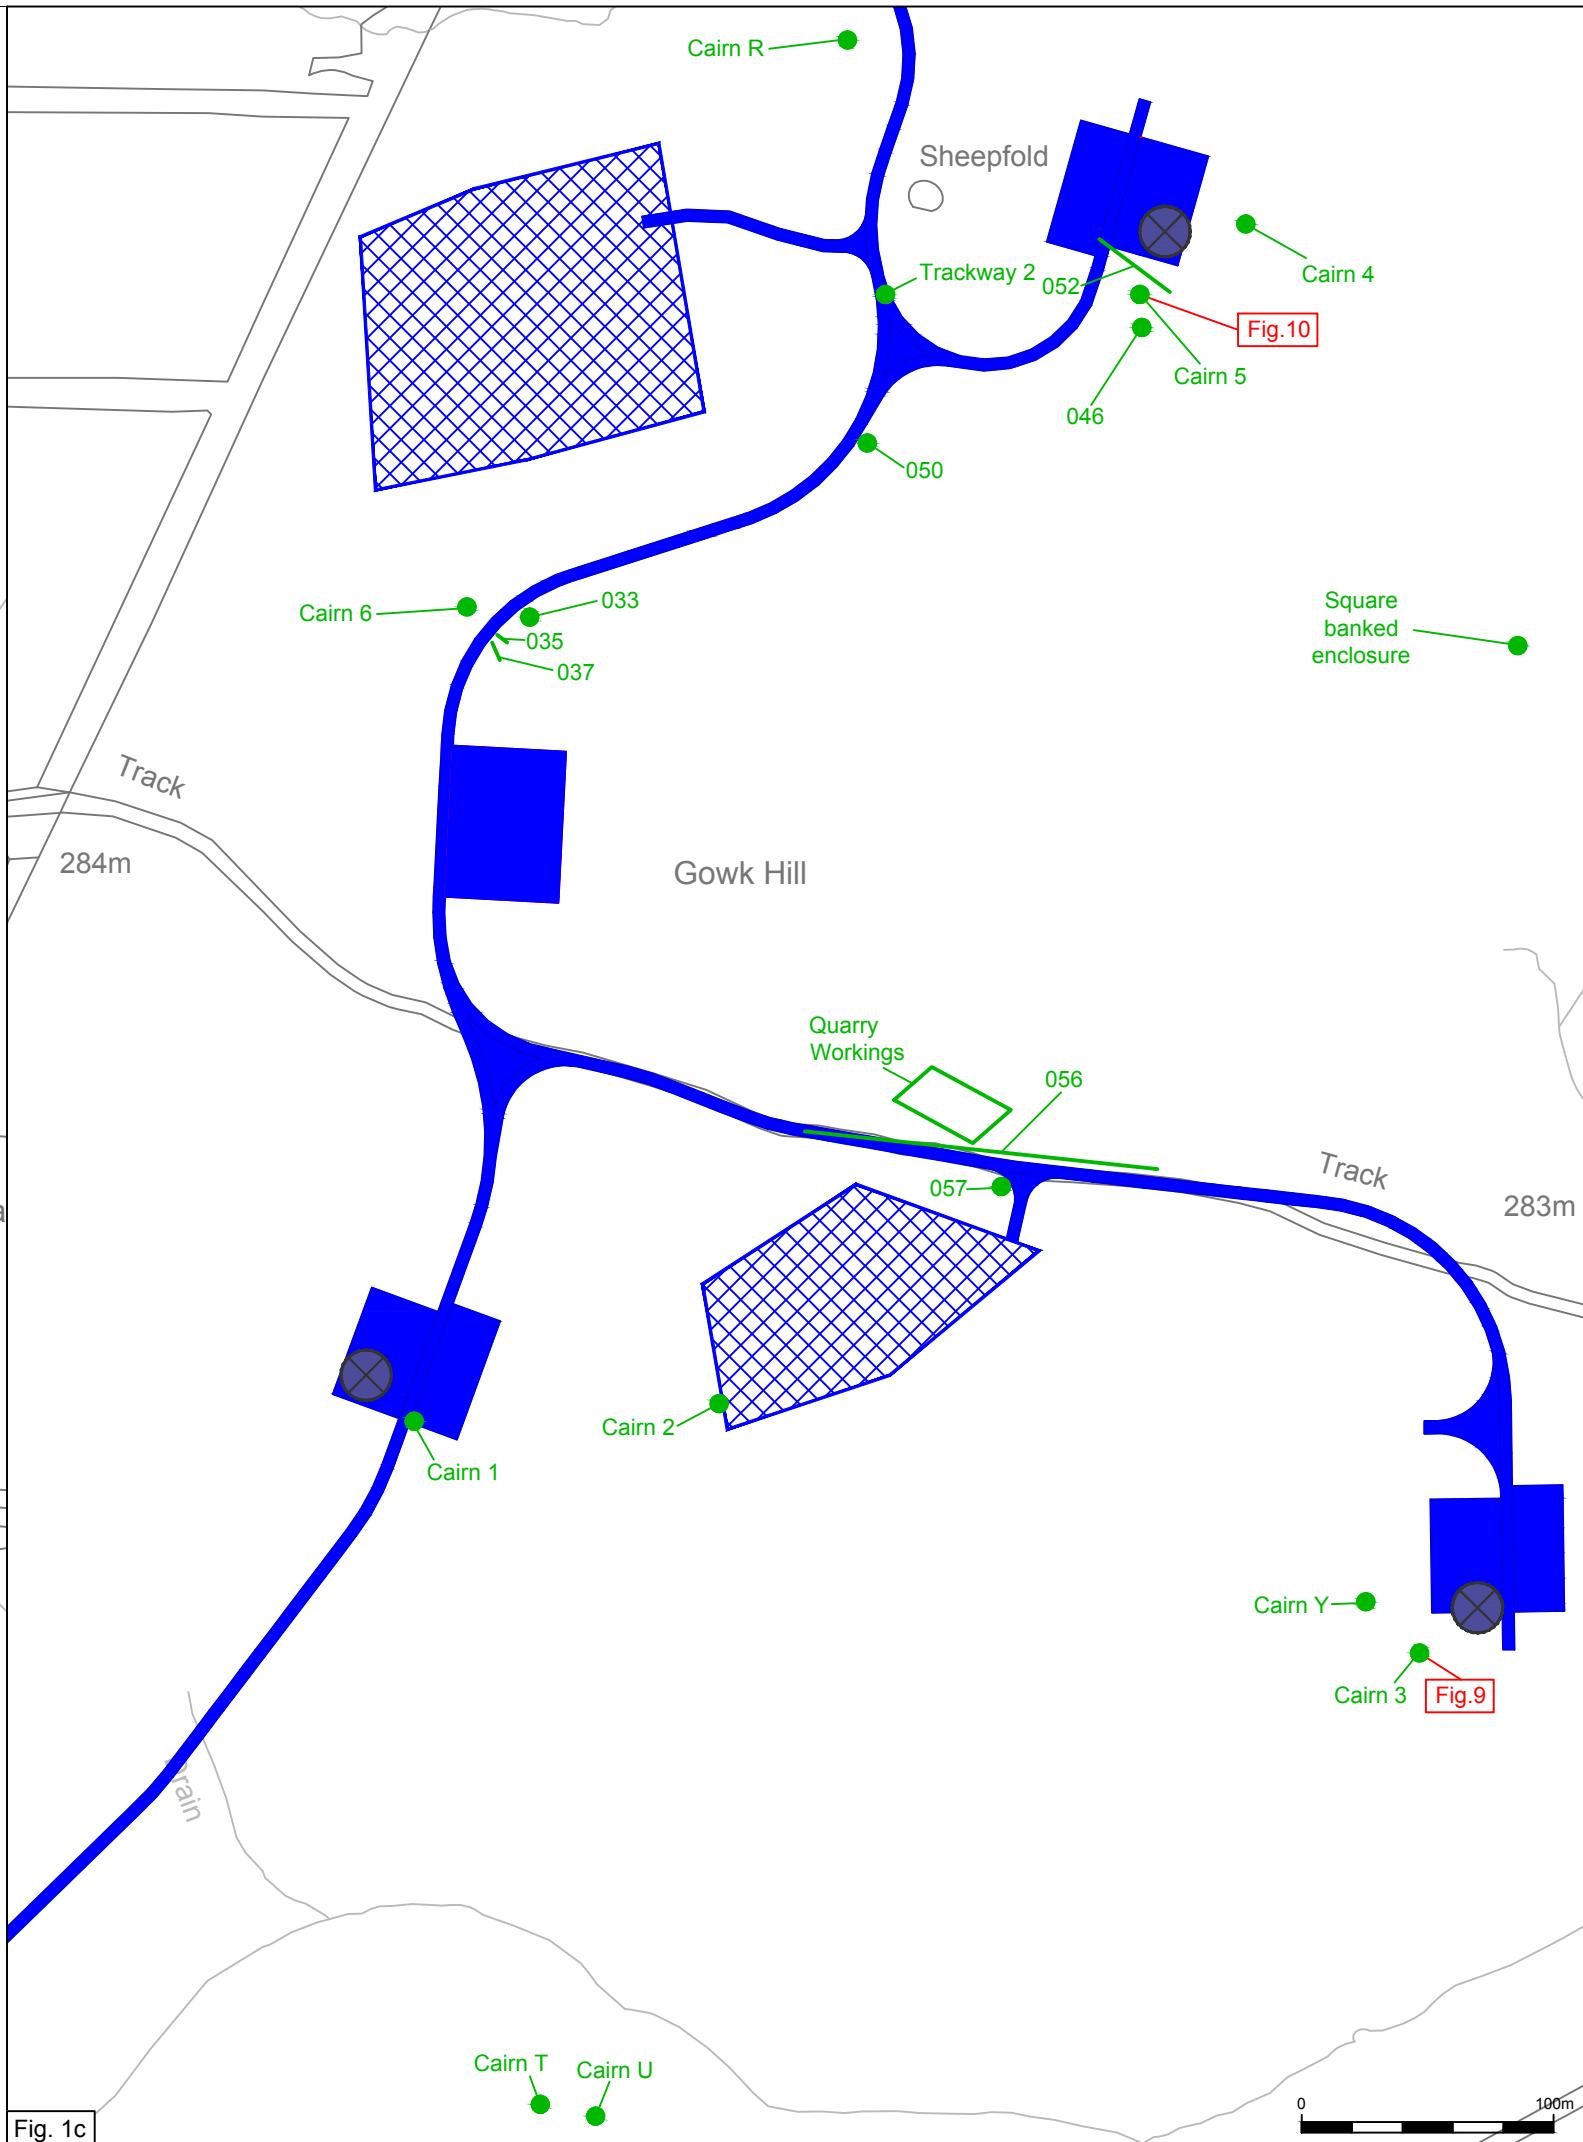 Cairn R
Sheepfold
Cairn 4
Trackway 2
052
Fig.10
Cairn 5
046
050
033
Cairn 6
035
037
Square
banked
enclosure
Track
284m
Gowk Hill
Quarry
Workings
056
Track
057
283m
Cairn 2
Cairn 1
Cairn Y
Cairn 3
Fig.9
Cairn T
Cairn U
0
100m
Fig. 1c